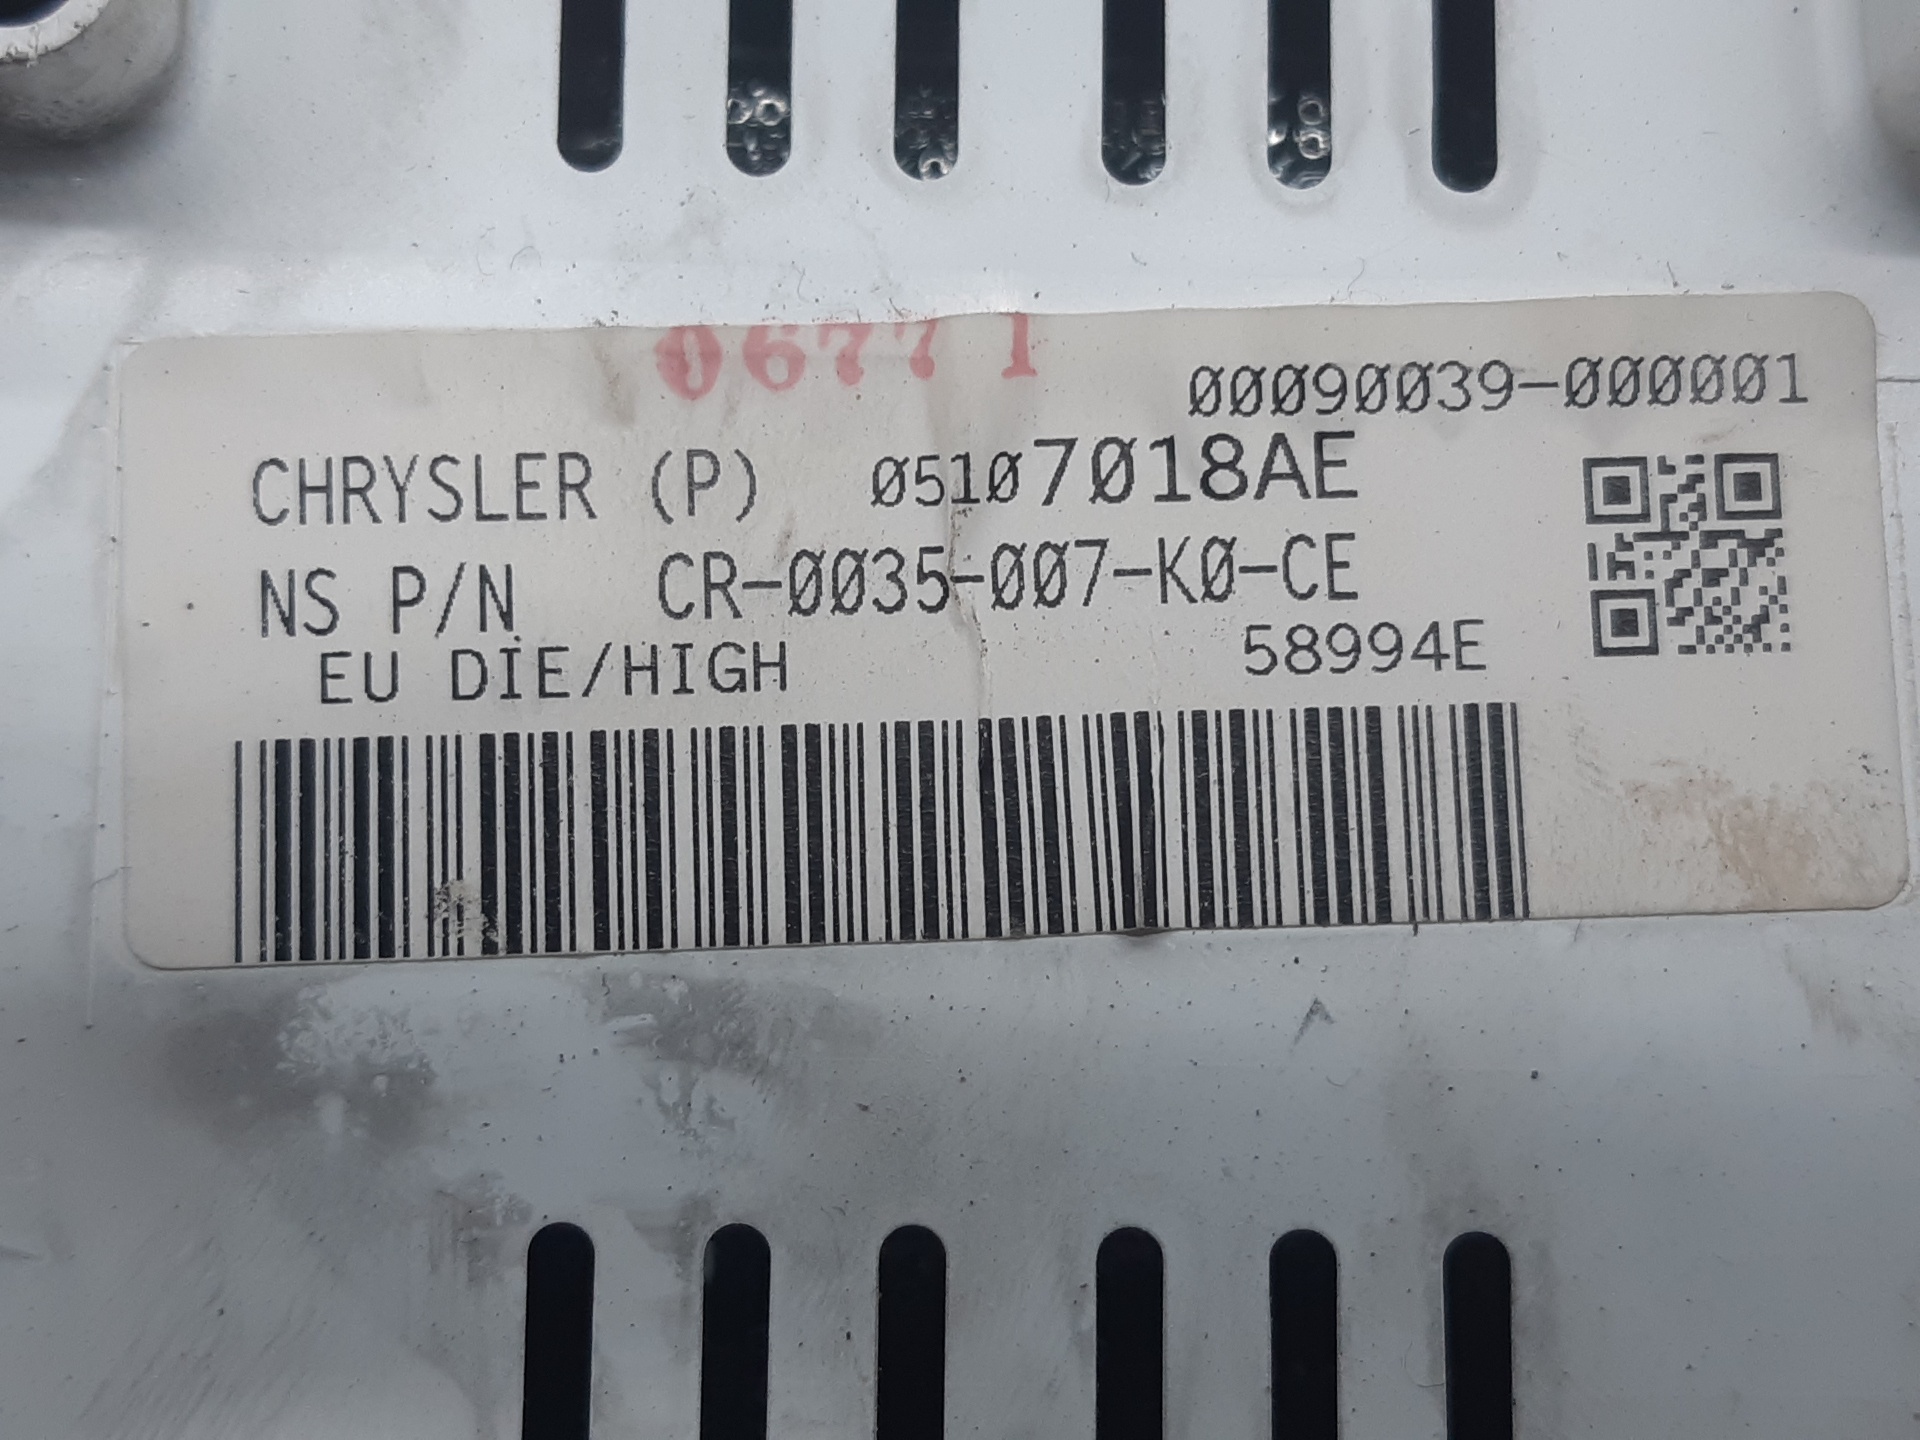 06771
00090039-000001
CHRYSLER (P) 05107018AE
NS P/N CR-0035-007-K0-CE
EU DIE/HIGH 58994E